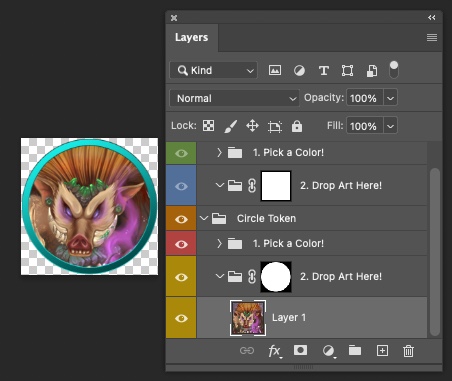 Layers
Kind
Normal
Opacity: 100%
Lock:
Fill: 100%
1. Pick a Color!
2. Drop Art Here!
Circle Token
1. Pick a Color!
2. Drop Art Here!
Layer 1
fx